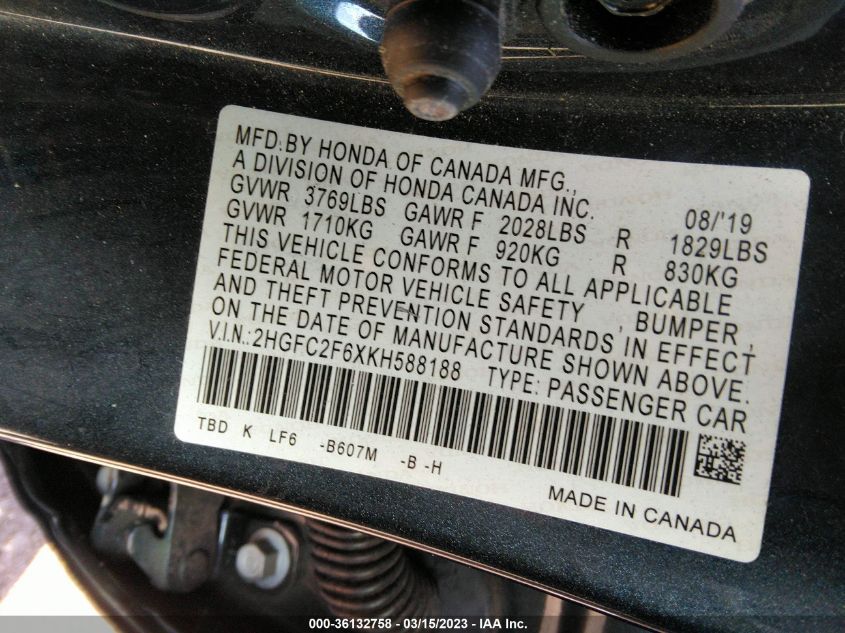 MFD.BY HONDA OF CANADA MFG.,
A DIVISION OF HONDA CANADA INC. 08/'19
GVWR 3769LBS GAWR F 2028LBS R 1829LBS
GVWR 1710KG GAWR F 920KG R 830KG
THIS VEHICLE CONFORMS TO ALL APPLICABLE
FEDERAL MOTOR VEHICLE SAFETY , BUMPER ,
AND THEFT PREVENTION STANDARDS IN EFFECT
ON THE DATE OF MANUFACTURE SHOWN ABOVE.
V.I.N.:2HGFC2F6XKH588188 TYPE: PASSENGER CAR
TBD K LF6 -B607M -B -H
MADE IN CANADA
000-36132758 - 03/15/2023 - IAA Inc.